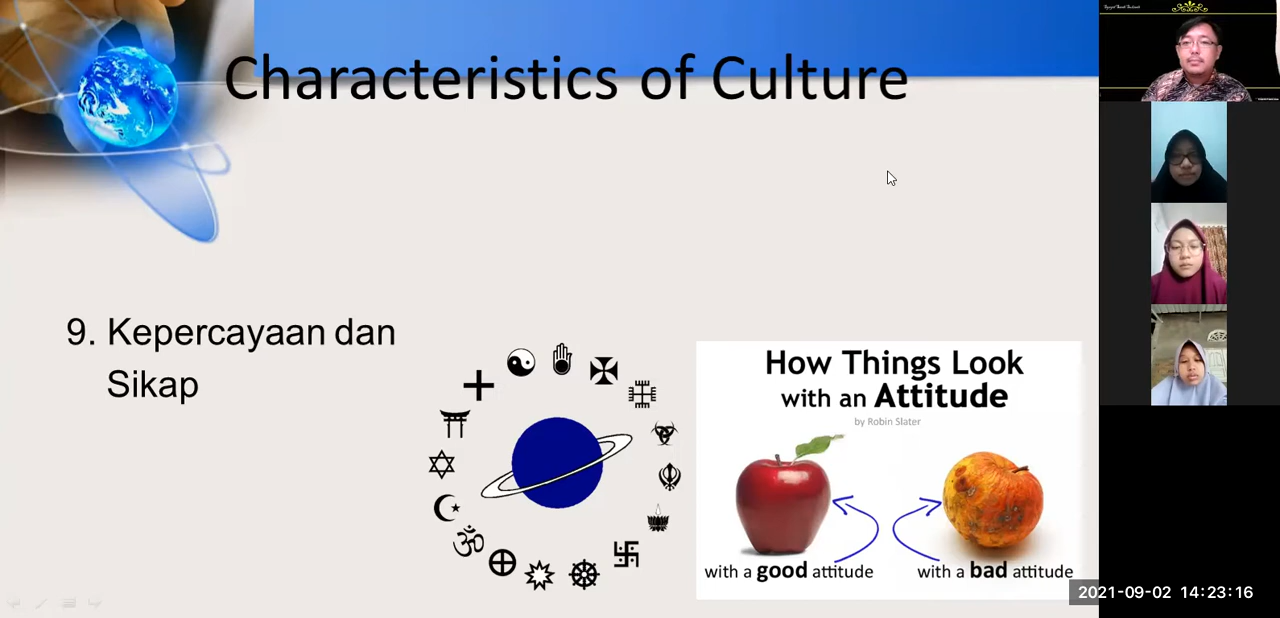 Characteristics of Culture
9. Kepercayaan dan
Sikap
How Things Look
with an Attitude
by Robin Slater
with a good attitude
with a bad attitude
2021-09-02 14:23:16